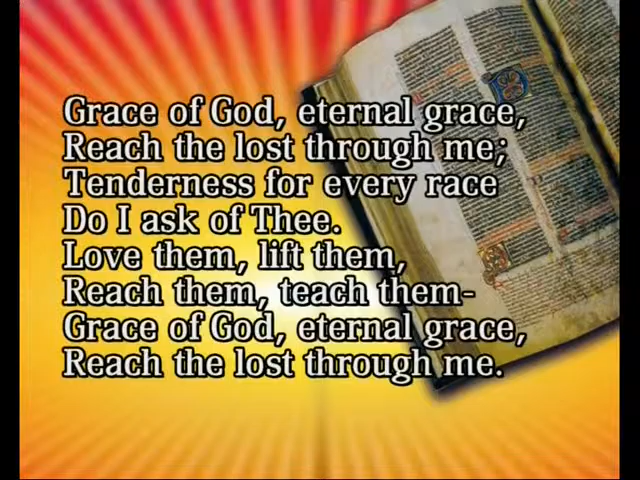 Grace of God, eternal grace,
Reach the lost through me;
Tenderness for every race
Do I ask of Thee.
Love them, lift them,
Reach them, teach them-
Grace of God, eternal grace,
Reach the lost through me.